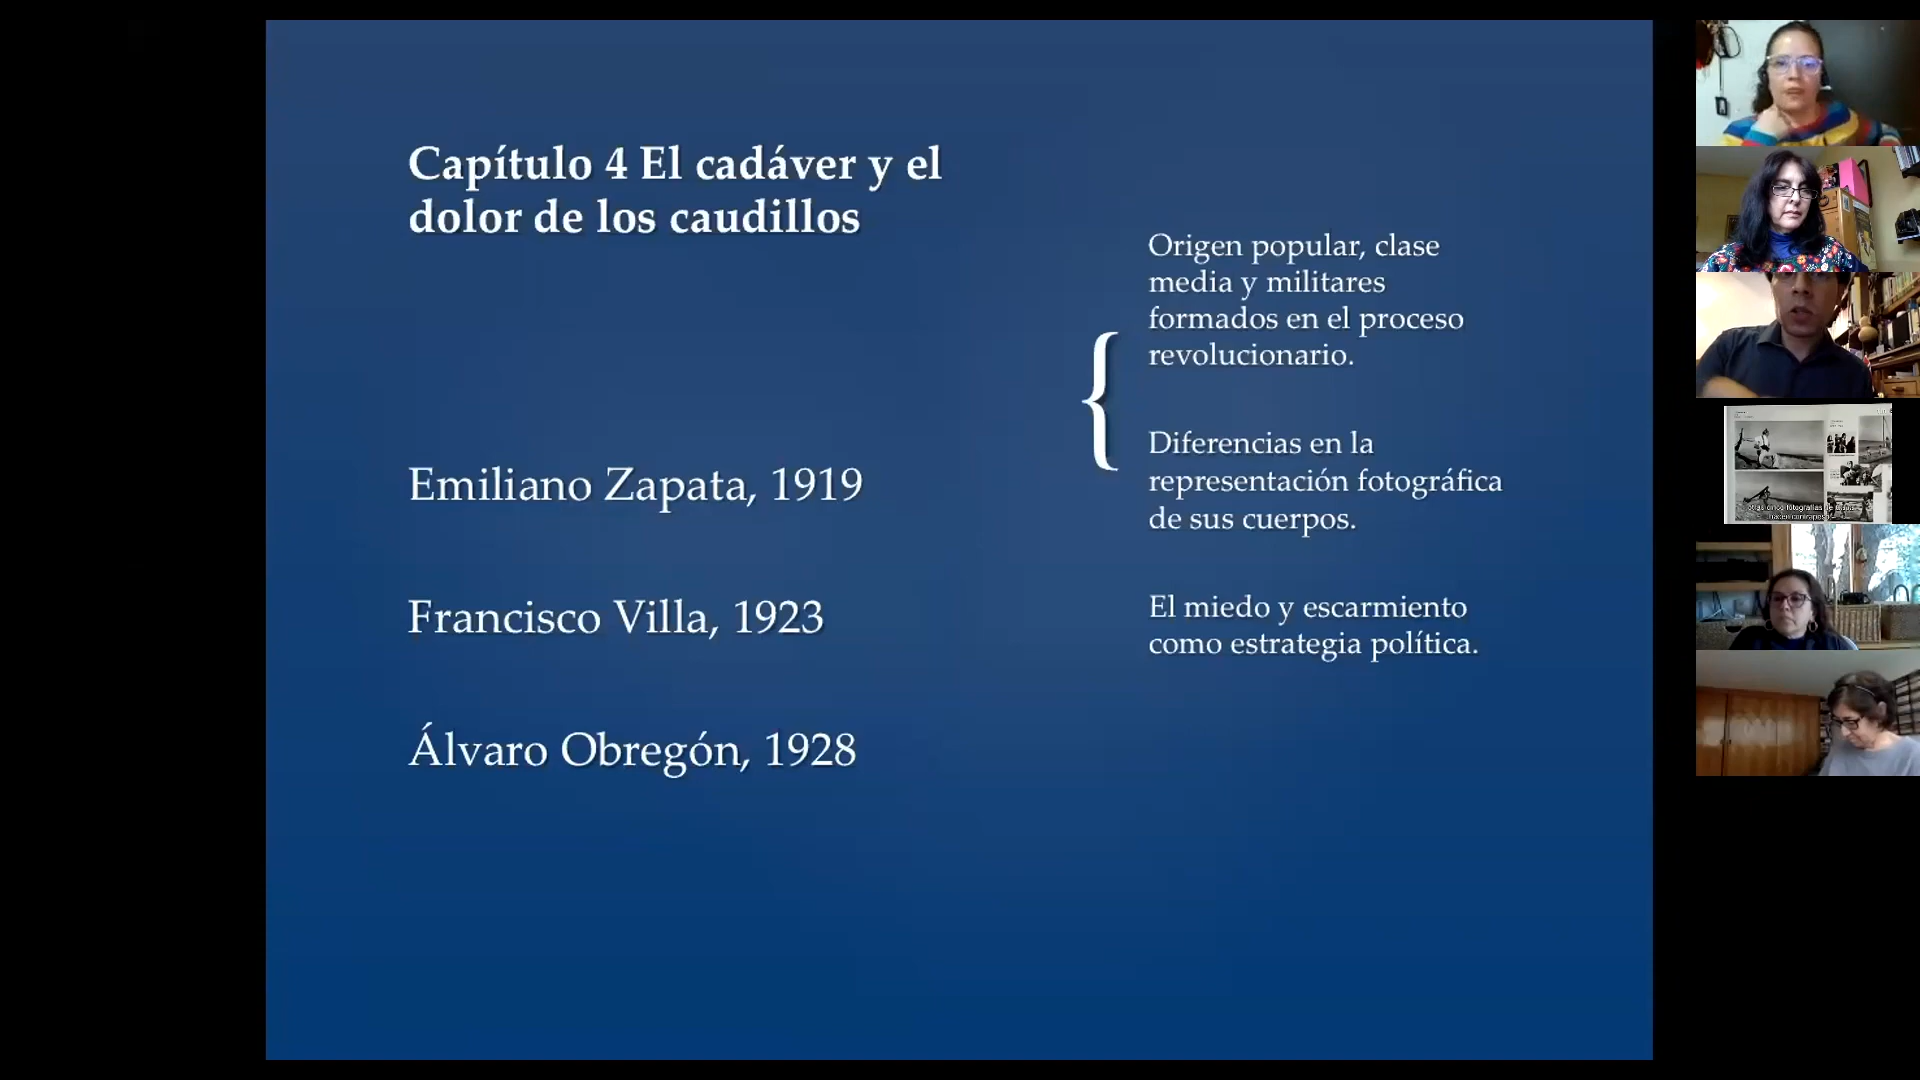 Capítulo 4 El cadáver y el
dolor de los caudillos
Emiliano Zapata, 1919
Francisco Villa, 1923
Álvaro Obregón, 1928
{
Origen popular, clase
media y militares
formados en el proceso
revolucionario.
Diferencias en la
representación fotográfica
de sus cuerpos.
El miedo y escarmiento
como estrategia política.